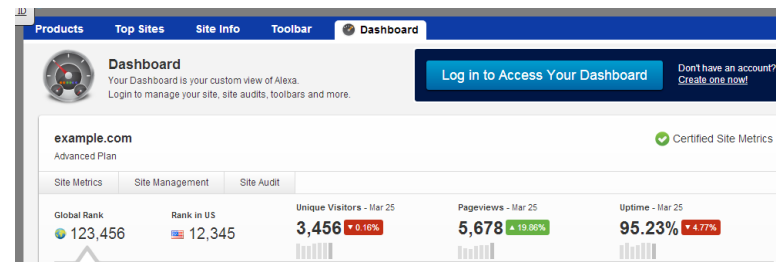 ID
Products Top Sites Site Info Toolbar Dashboard
Dashboard
Your Dashboard is your custom view of Alexa.
Login to manage your site, site audits, toolbars and more.
Log in to Access Your Dashboard
Don't have an account?
Create one now!
example.com
Certified Site Metrics
Advanced Plan
Site Metrics Site Management Site Audit
Global Rank
123,456
Rank in US
12,345
Unique Visitors - Mar 25
3,456 0.16%
Pageviews - Mar 25
5,678 19.86%
Uptime - Mar 25
95.23% 4.77%